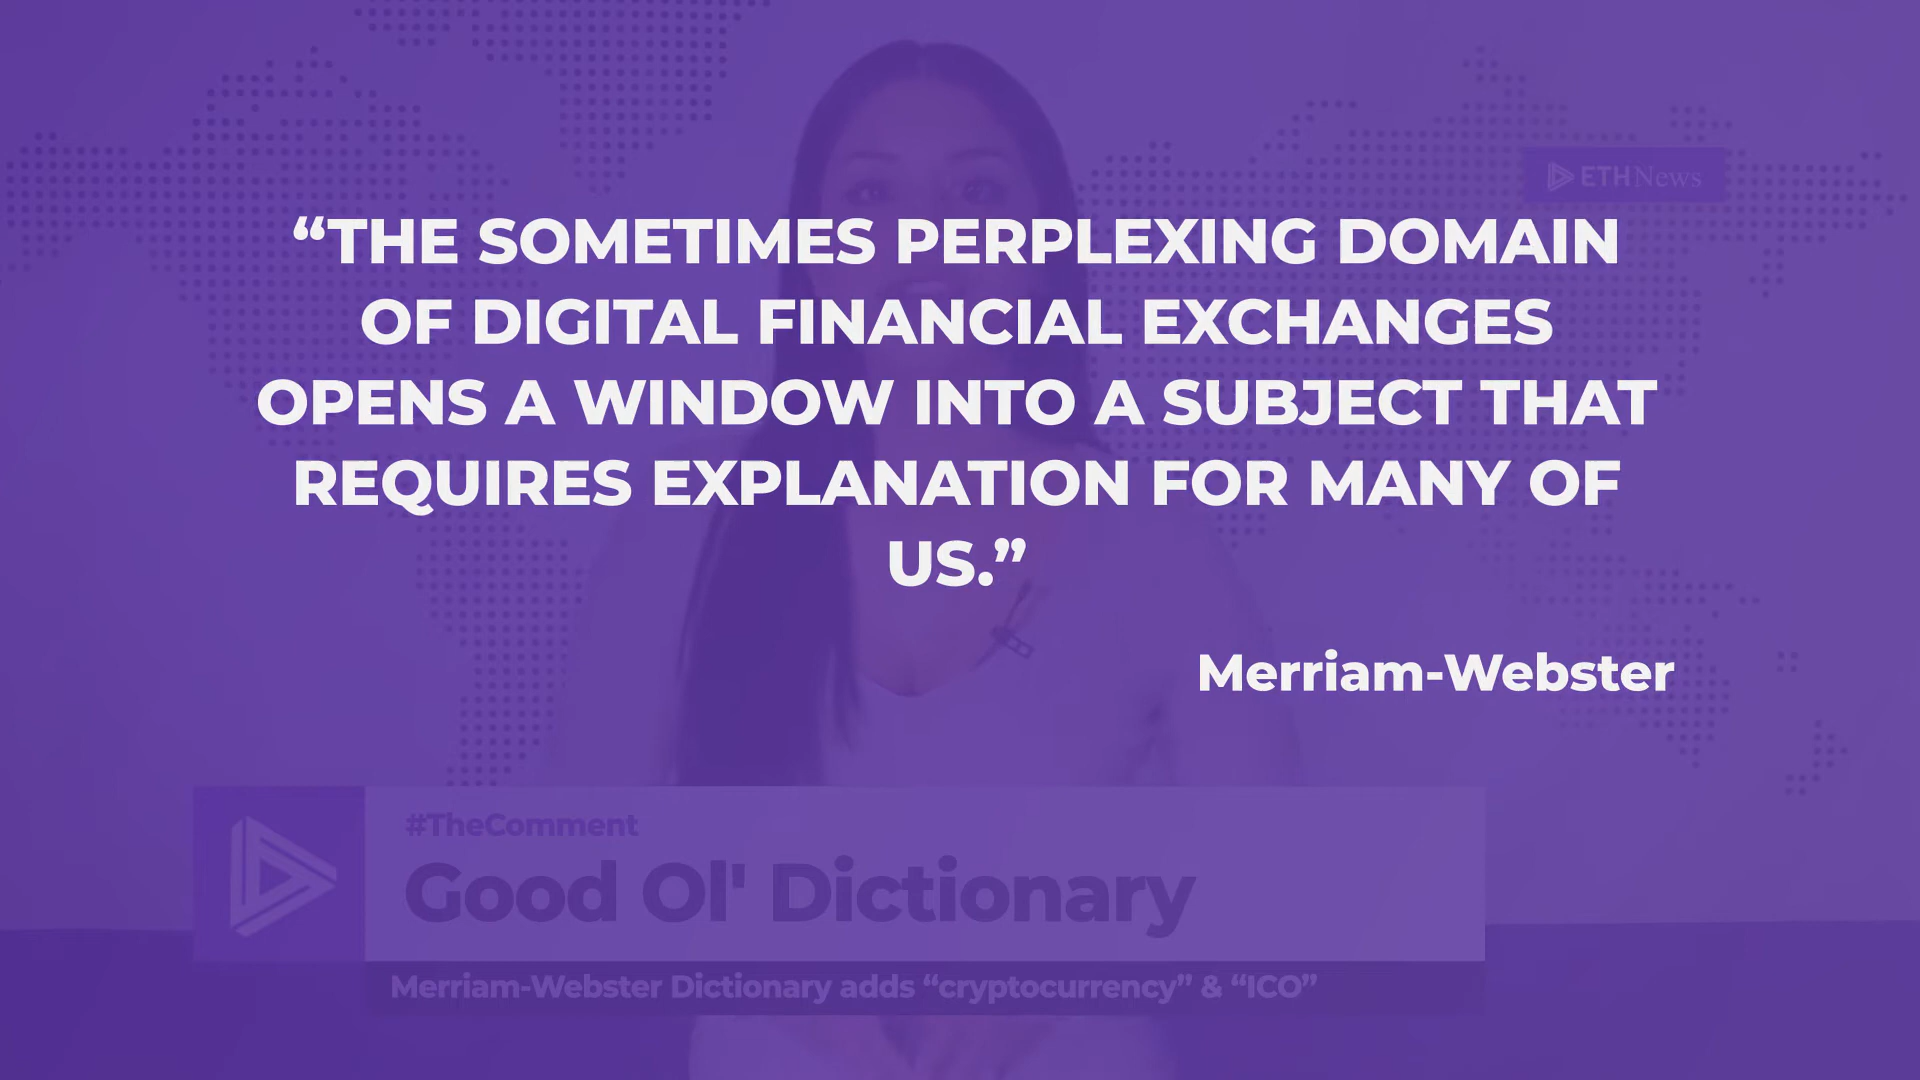 ETHNews
“THE SOMETIMES PERPLEXING DOMAIN
OF DIGITAL FINANCIAL EXCHANGES
OPENS A WINDOW INTO A SUBJECT THAT
REQUIRES EXPLANATION FOR MANY OF
US.”
Merriam-Webster
#TheComment
Good Ol' Dictionary
Merriam-Webster Dictionary adds “cryptocurrency” & “ICO”